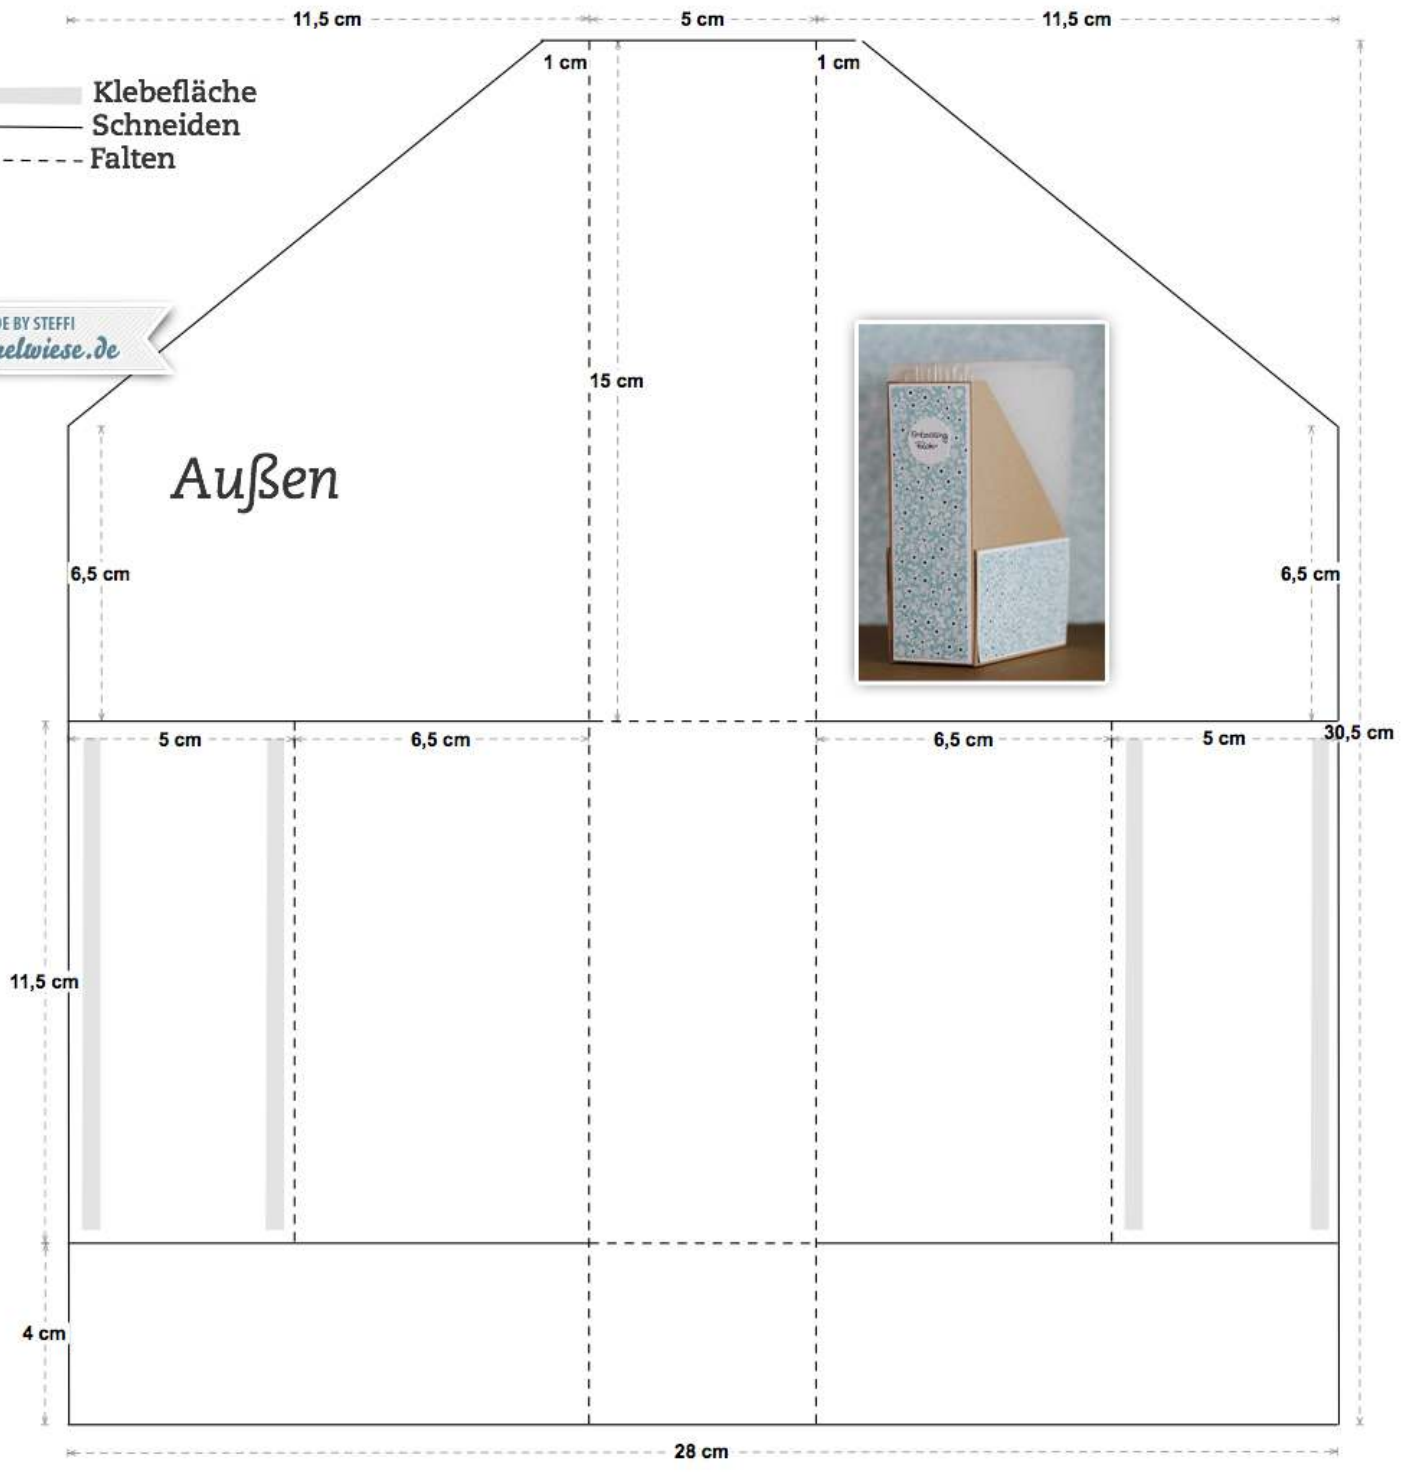 11,5 cm
5 cm
11,5 cm
1 cm
1 cm
Klebefläche
Schneiden
Falten
BY STEFFI
elwiese.de
15 cm
Außen
6,5 cm
6,5 cm
5 cm
6,5 cm
6,5 cm
5 cm
30,5 cm
11,5 cm
4 cm
28 cm